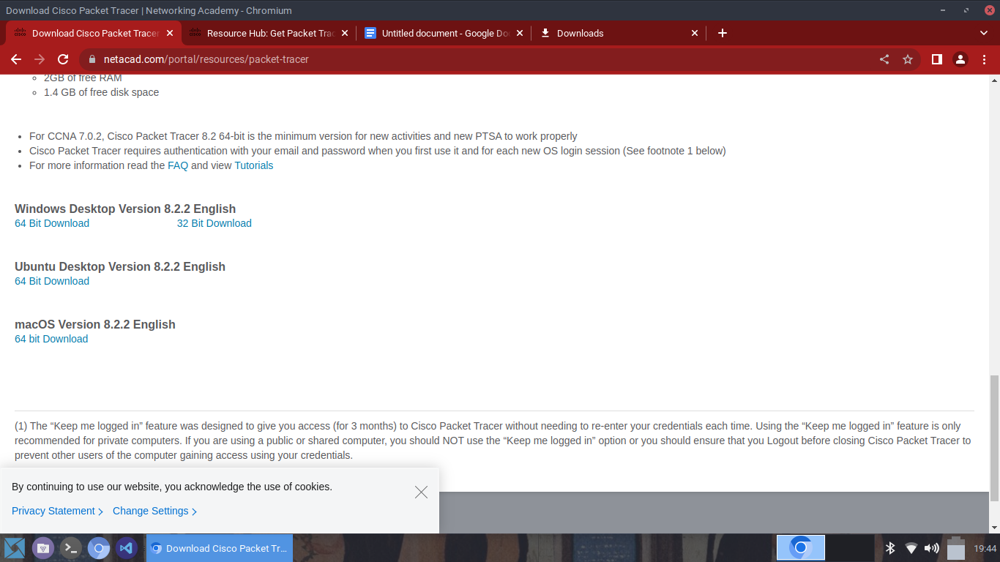 Download Cisco Packet Tracer | Networking Academy - Chromium
Download Cisco Packet Tracer
Resource Hub: Get Packet Trac
Untitled document - Google Doc
Downloads
netacad.com/portal/resources/packet-tracer
2GB of free RAM
1.4 GB of free disk space
For CCNA 7.0.2, Cisco Packet Tracer 8.2 64-bit is the minimum version for new activities and new PTSA to work properly
Cisco Packet Tracer requires authentication with your email and password when you first use it and for each new OS login session (See footnote 1 below)
For more information read the FAQ and view Tutorials
Windows Desktop Version 8.2.2 English
64 Bit Download 32 Bit Download
Ubuntu Desktop Version 8.2.2 English
64 Bit Download
macOS Version 8.2.2 English
64 bit Download
(1) The “Keep me logged in” feature was designed to give you access (for 3 months) to Cisco Packet Tracer without needing to re-enter your credentials each time. Using the “Keep me logged in” feature is only
recommended for private computers. If you are using a public or shared computer, you should NOT use the “Keep me logged in” option or you should ensure that you Logout before closing Cisco Packet Tracer to
prevent other users of the computer gaining access using your credentials.
By continuing to use our website, you acknowledge the use of cookies.
Privacy Statement Change Settings
Download Cisco Packet Tr...
19:44